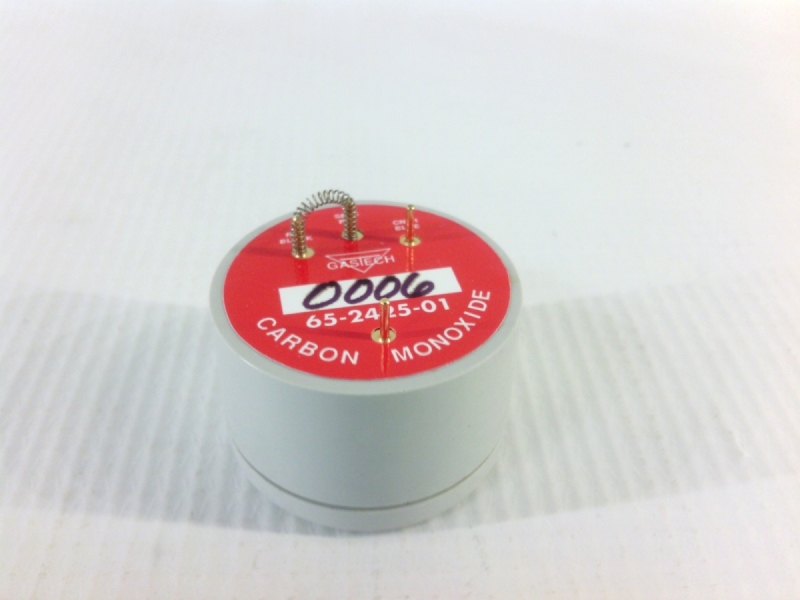 GASTECH
0006
65-2425-01
CARBON MONOXIDE